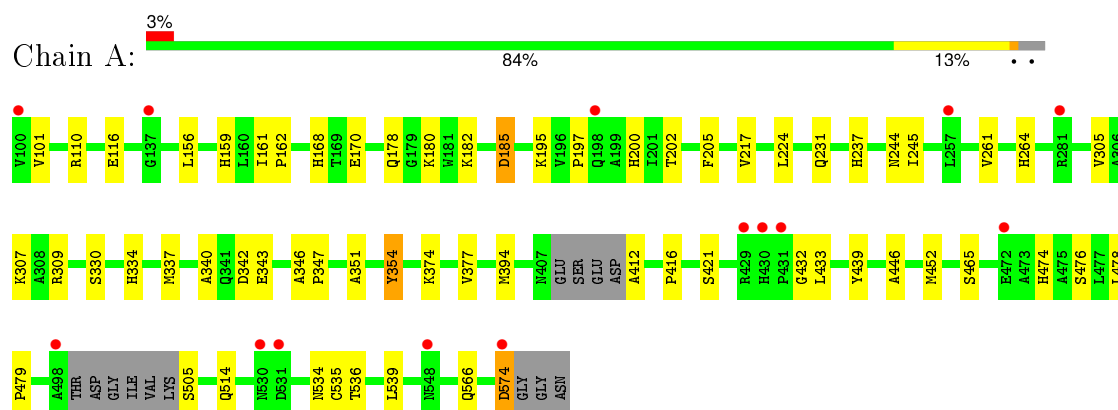 3%
Chain A:
84% 13% • •
V100 V101 R110 E116 G137 L156 H159 L160 I161 P162 H168 T169 E170 Q178 G179 K180 W181 K182 D185 K195 V196 P197 Q198 A199 H200 I201 T202 F205 V217 L224 Q231 H237 N244 I245 L257 V261 H264 R281 V305 A306
K307 A308 R309 S330 H334 M337 A340 Q341 D342 E343 A346 P347 A351 Y354 K374 V377 M394 N407 GLU SER GLU ASP A412 P416 S421 R429 H430 P431 G432 L433 Y439 A446 M452 S465 E472 A473 H474 A475 S476 L477 L478
P479 A498 THR ASP GLY ILE VAL LYS S505 Q514 N530 D531 N534 C535 T536 L539 N548 Q566 D574 GLY GLY ASN